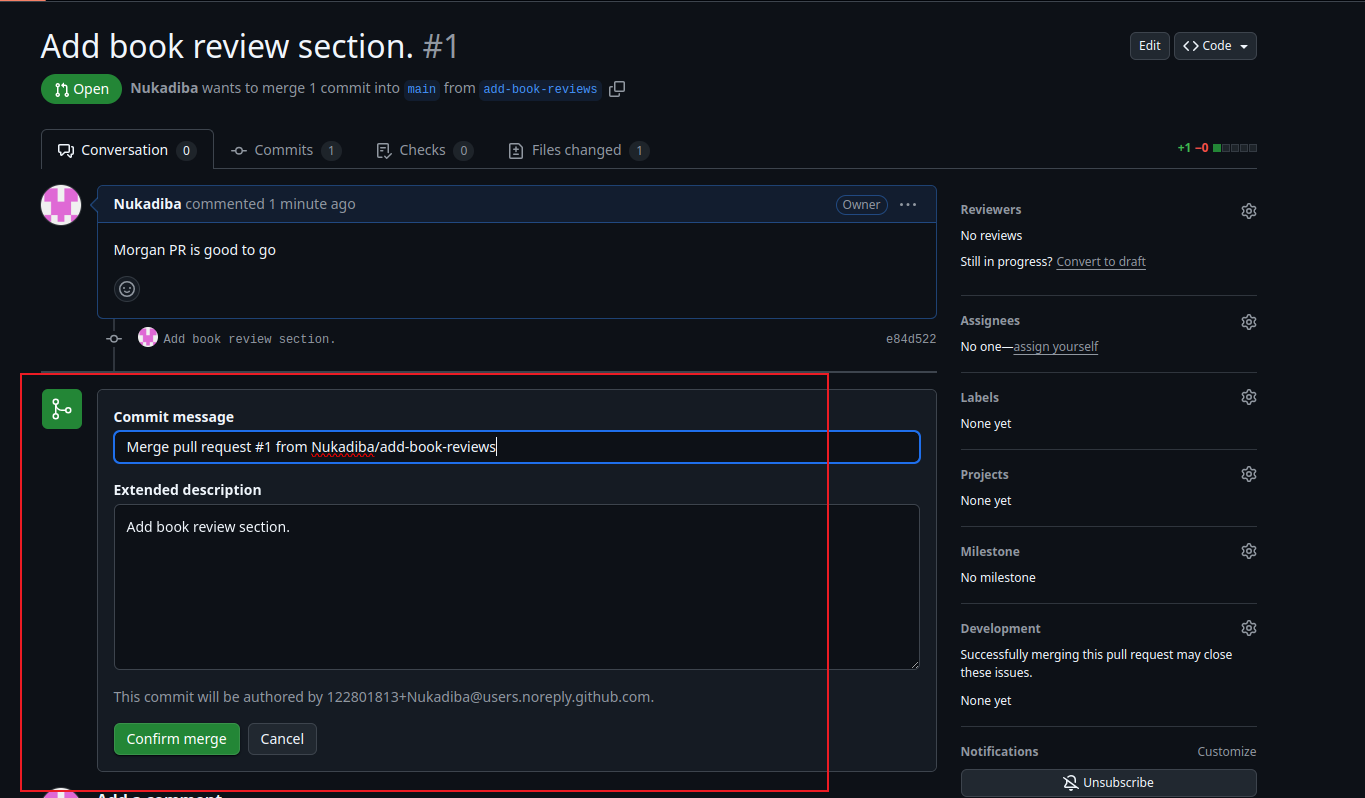 Add book review section. #1
Edit
Code
Open
Nukadiba wants to merge 1 commit into main from add-book-reviews
Conversation 0
Commits 1
Checks 0
Files changed 1
+1 −0
Nukadiba commented 1 minute ago
Owner
Morgan PR is good to go
Add book review section.
e84d522
Commit message
Merge pull request #1 from Nukadiba/add-book-reviews
Extended description
Add book review section.
This commit will be authored by 122801813+Nukadiba@users.noreply.github.com.
Confirm merge
Cancel
Add a comment
Reviewers
No reviews
Still in progress? Convert to draft
Assignees
No one—assign yourself
Labels
None yet
Projects
None yet
Milestone
No milestone
Development
Successfully merging this pull request may close
these issues.
None yet
Notifications
Customize
Unsubscribe